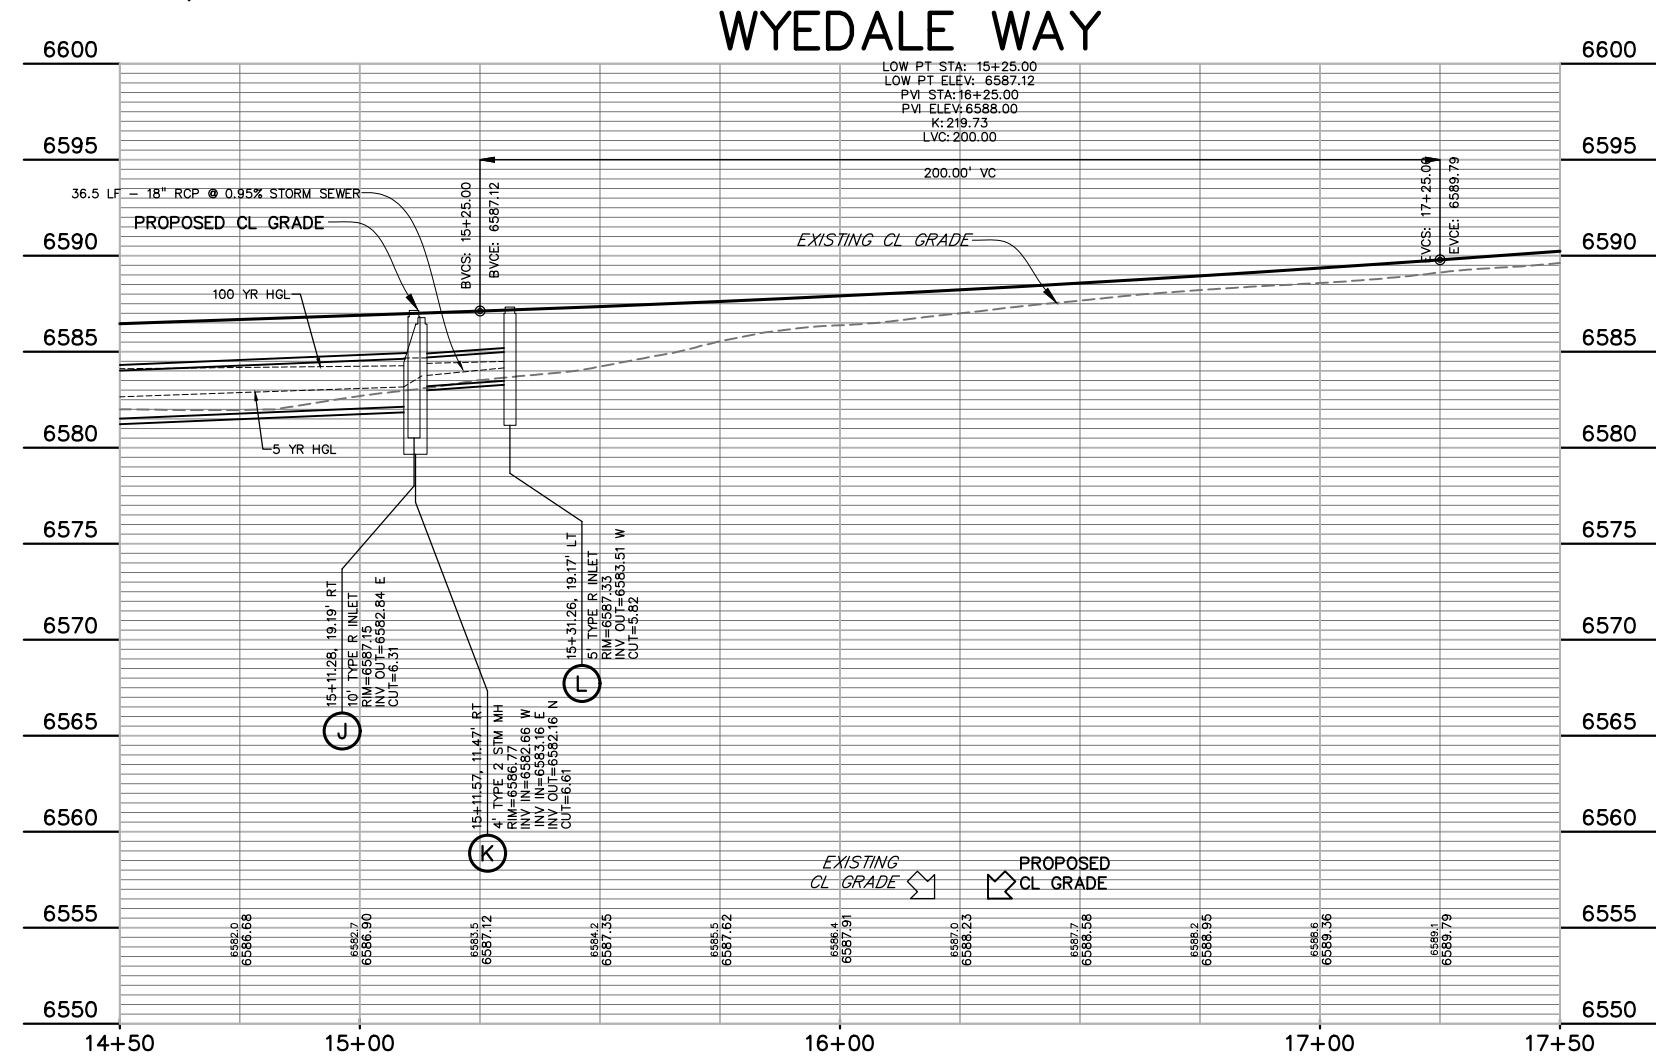 WYEDALE WAY
LOW PT STA: 15+25.00
LOW PT ELEV: 6587.12
PVI STA:16+25.00
PVI ELEV:6588.00
K:219.73
LVC:200.00
200.00' VC
6600
6595
6590
6585
6580
6575
6570
6565
6560
6555
6550
6600
6595
6590
6585
6580
6575
6570
6565
6560
6555
6550
36.5 LF - 18" RCP @ 0.95% STORM SEWER
PROPOSED CL GRADE
BVCS: 15+25.00
BVCE: 6587.12
EXISTING CL GRADE
EVCS: 17+25.00
EVCE: 6589.79
100 YR HGL
5 YR HGL
15+11.28, 19.19' RT
10' TYPE R INLET
RIM=6587.15
INV OUT=6582.84 E
CUT=6.31
J
15+11.57, 11.47' RT
4' TYPE 2 STM MH
RIM=6586.77
INV IN=6582.66 W
INV IN=6583.16 E
INV OUT=6582.16 N
CUT=6.61
K
15+31.26, 19.17' LT
5' TYPE R INLET
RIM=6587.33
INV OUT=6583.51 W
CUT=5.82
L
EXISTING
CL GRADE
PROPOSED
CL GRADE
6582.0
6586.68
6582.7
6586.90
6583.5
6587.12
6584.2
6587.35
6585.5
6587.62
6586.4
6587.91
6587.0
6588.23
6587.7
6588.58
6588.2
6588.95
6588.6
6589.36
6589.1
6589.79
14+50
15+00
16+00
17+00
17+50